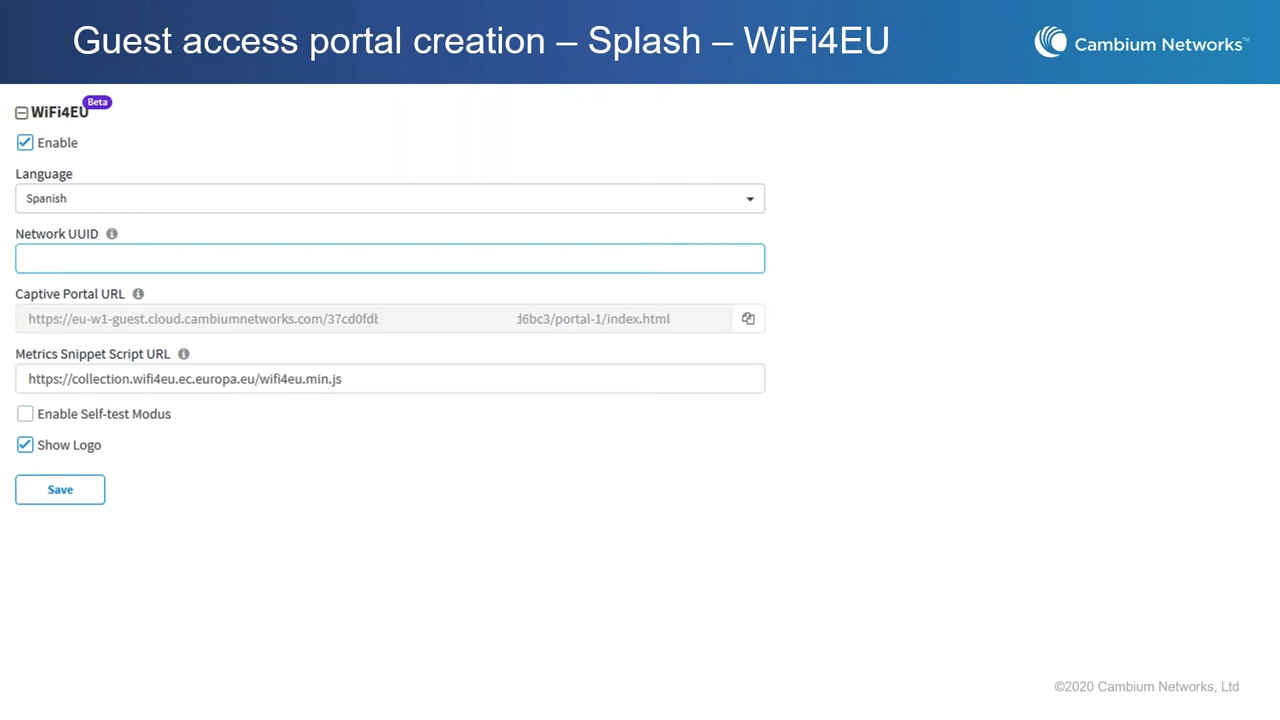 Guest access portal creation – Splash – WiFi4EU
Cambium Networks™
WiFi4EU Beta
Enable
Language
Spanish
Network UUID
Captive Portal URL
https://eu-w1-guest.cloud.cambiumnetworks.com/37cd0fdt d6bc3/portal-1/index.html
Metrics Snippet Script URL
https://collection.wifi4eu.ec.europa.eu/wifi4eu.min.js
Enable Self-test Modus
Show Logo
Save
©2020 Cambium Networks, Ltd